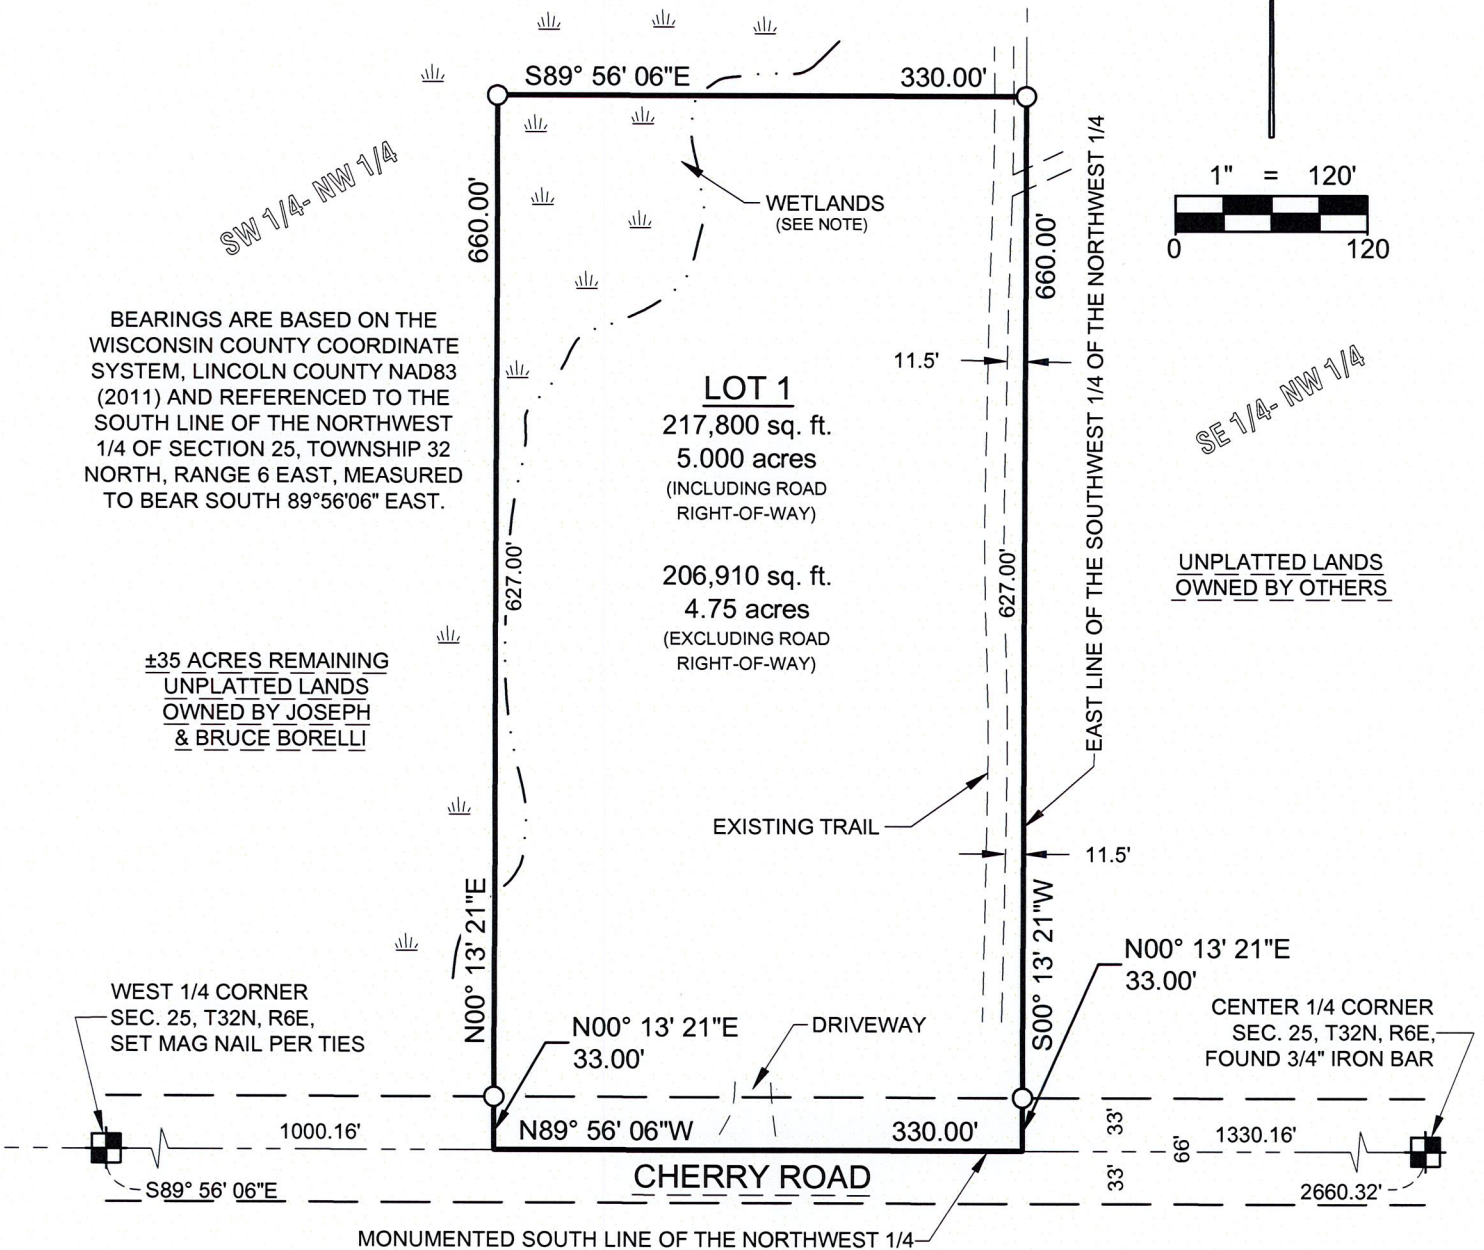 S89° 56' 06"E
330.00'
SW 1/4- NW 1/4
660.00'
WETLANDS
(SEE NOTE)
660.00'
EAST LINE OF THE SOUTHWEST 1/4 OF THE NORTHWEST 1/4
1" = 120'
0 120
BEARINGS ARE BASED ON THE
WISCONSIN COUNTY COORDINATE
SYSTEM, LINCOLN COUNTY NAD83
(2011) AND REFERENCED TO THE
SOUTH LINE OF THE NORTHWEST
1/4 OF SECTION 25, TOWNSHIP 32
NORTH, RANGE 6 EAST, MEASURED
TO BEAR SOUTH 89°56'06" EAST.
11.5'
LOT 1
217,800 sq. ft.
5.000 acres
(INCLUDING ROAD
RIGHT-OF-WAY)
206,910 sq. ft.
4.75 acres
(EXCLUDING ROAD
RIGHT-OF-WAY)
SE 1/4- NW 1/4
627.00'
627.00'
UNPLATTED LANDS
OWNED BY OTHERS
±35 ACRES REMAINING
UNPLATTED LANDS
OWNED BY JOSEPH
& BRUCE BORELLI
EXISTING TRAIL
11.5'
N00° 13' 21"E
S00° 13' 21"W
N00° 13' 21"E
33.00'
WEST 1/4 CORNER
SEC. 25, T32N, R6E,
SET MAG NAIL PER TIES
N00° 13' 21"E
33.00'
DRIVEWAY
CENTER 1/4 CORNER
SEC. 25, T32N, R6E,
FOUND 3/4" IRON BAR
1000.16'
N89° 56' 06"W
330.00'
33'
66'
33'
1330.16'
S89° 56' 06"E
CHERRY ROAD
2660.32'
MONUMENTED SOUTH LINE OF THE NORTHWEST 1/4